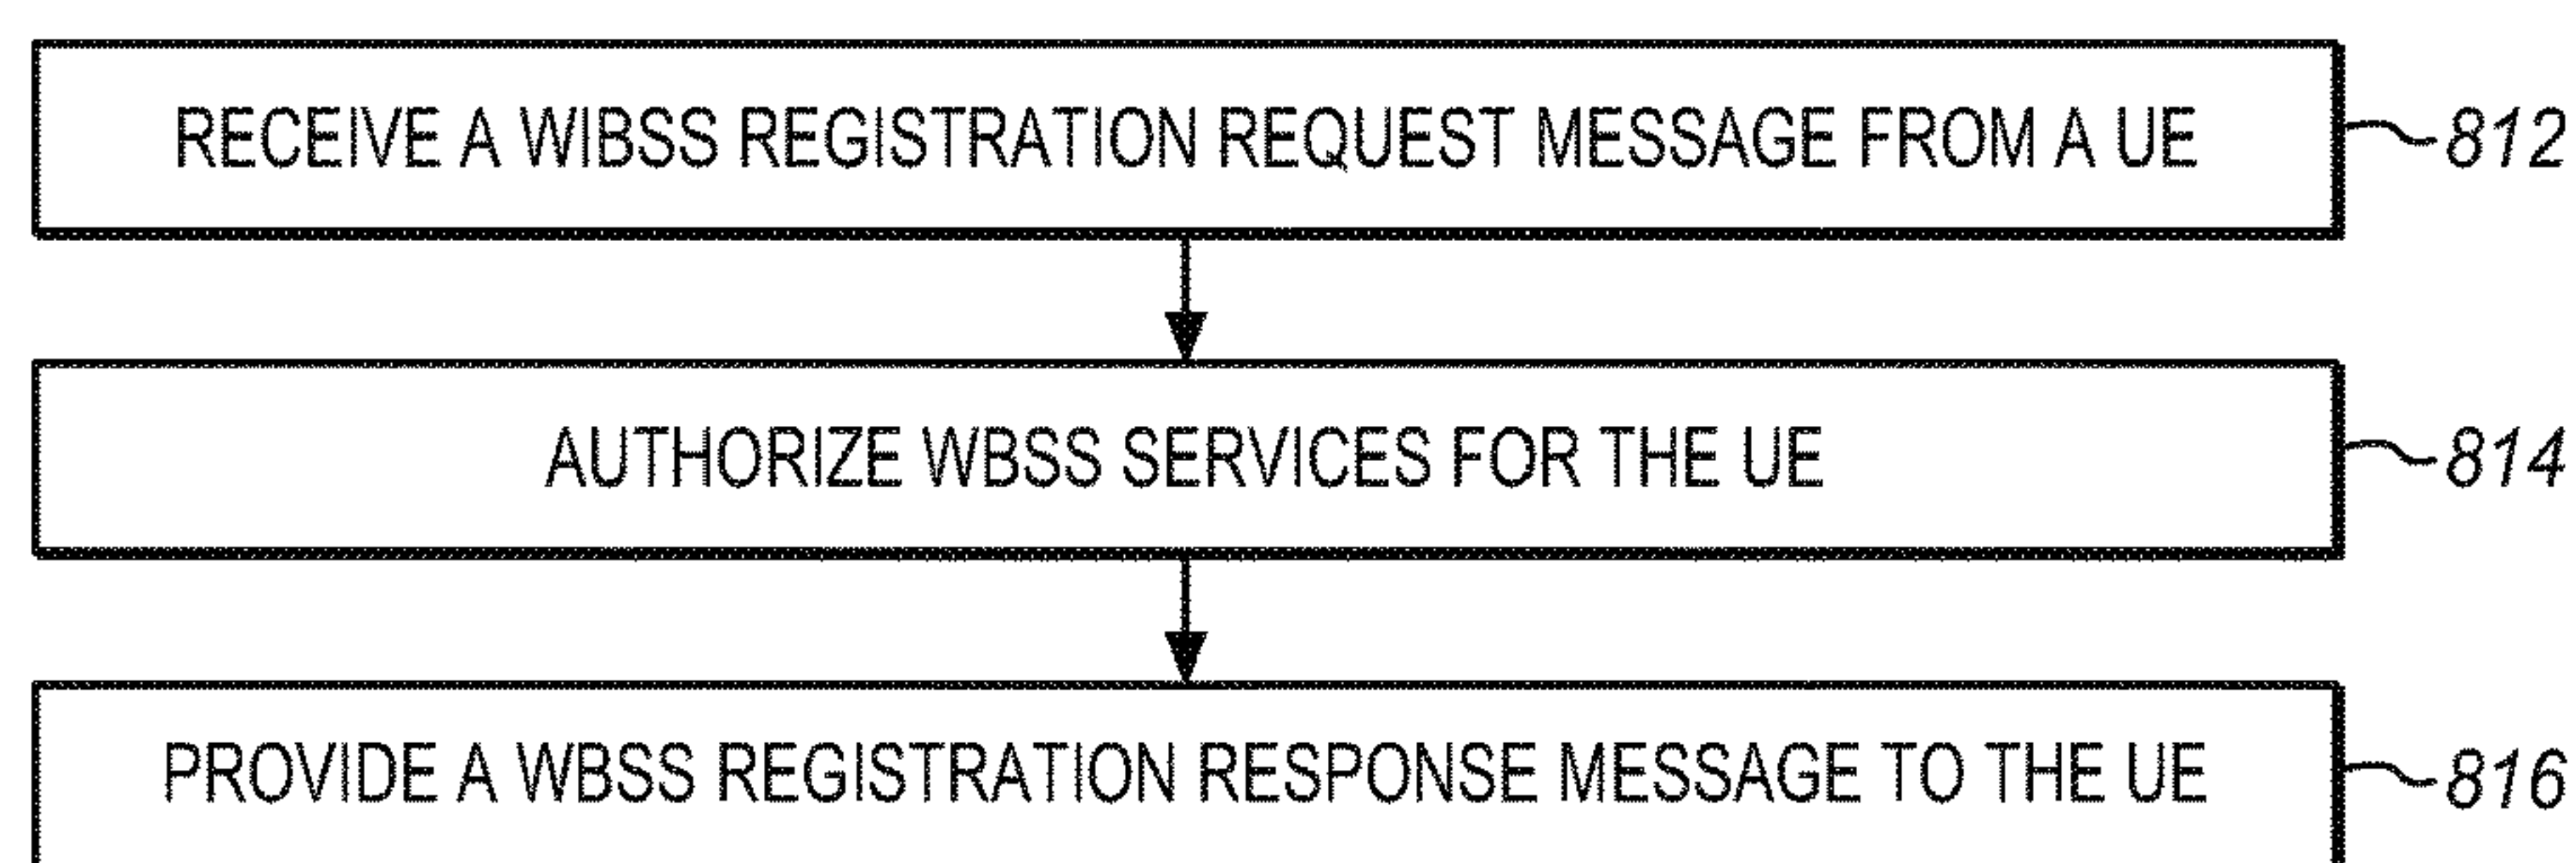 RECEIVE A WIBSS REGISTRATION REQUEST MESSAGE FROM A UE
812
AUTHORIZE WBSS SERVICES FOR THE UE
814
PROVIDE A WBSS REGISTRATION RESPONSE MESSAGE TO THE UE
816